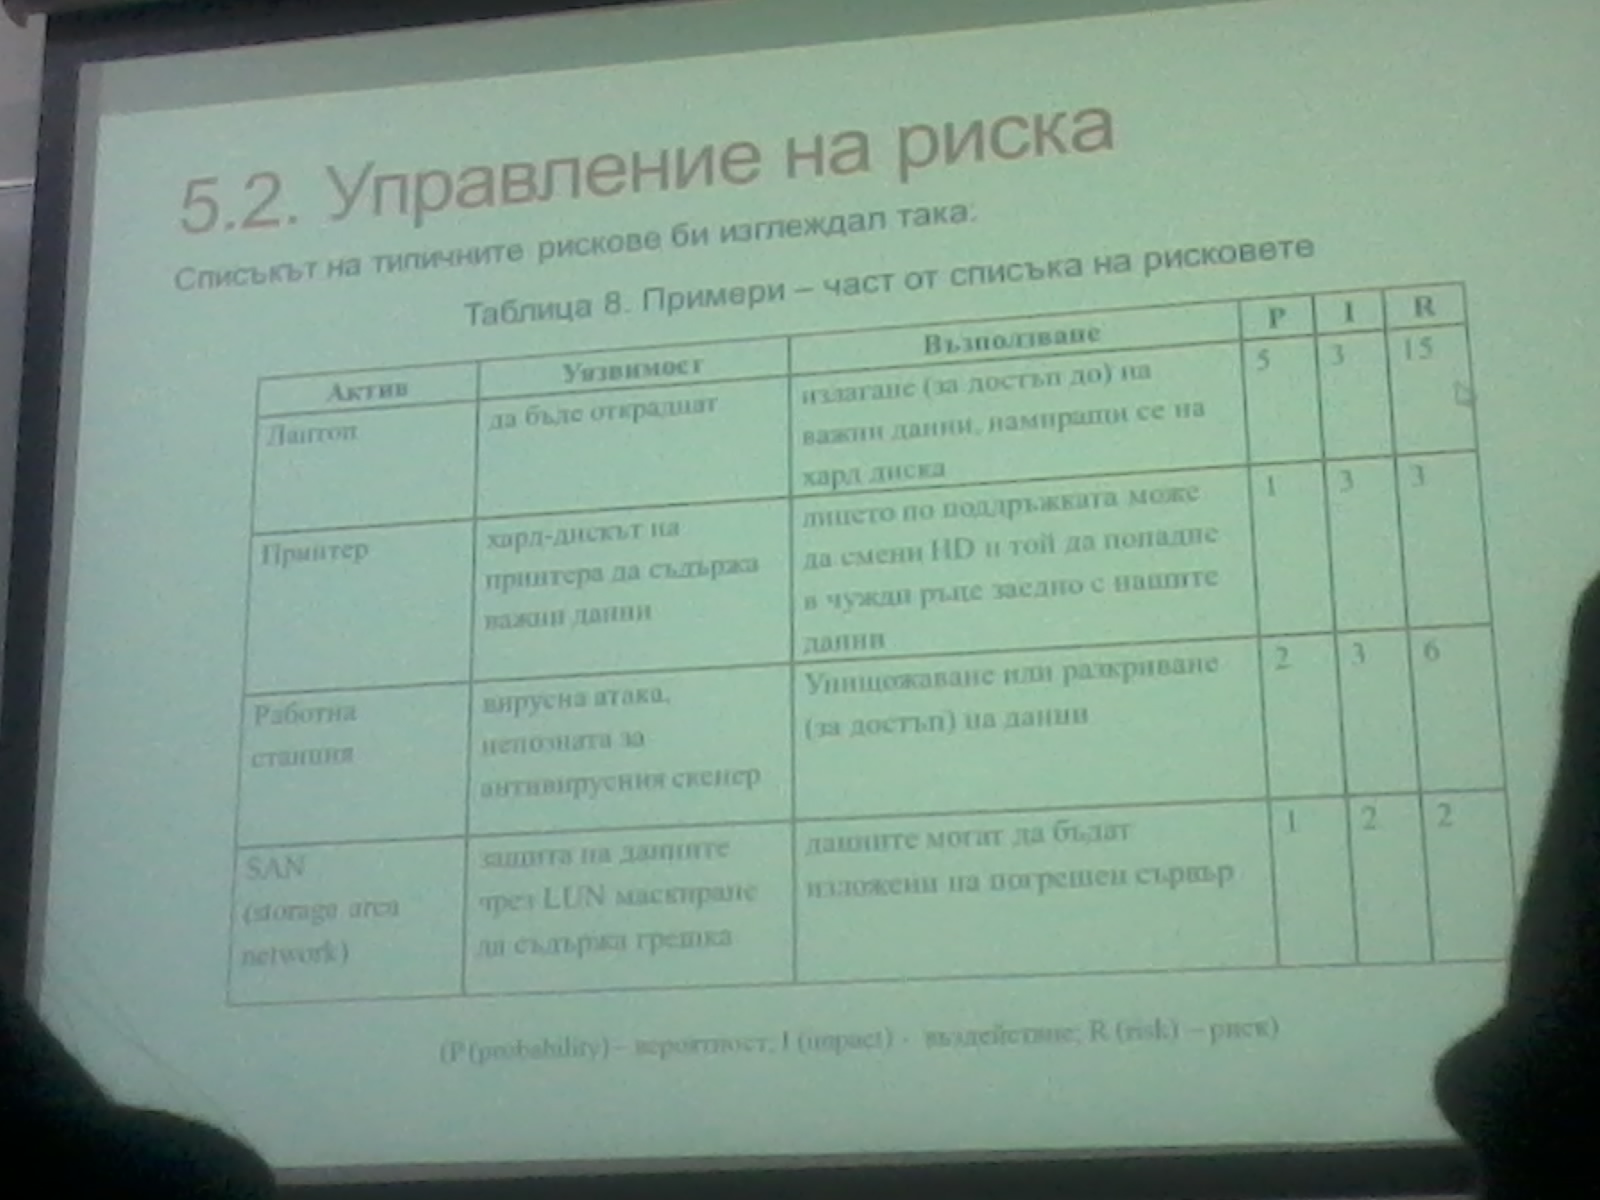 5.2. Управление на риска
Списъкът на типичните рискове би изглеждал така:
Таблица 8. Примери – част от списъка на рисковете
Актив
Уязвимост
Възползване
P
I
R
Лаптоп
да бъде откраднат
излагане (за достъп до) на
важни данни, намиращи се на
хард диска
5
3
15
Принтер
хард-дискът на
принтера да съдържа
важни данни
лицето по поддръжката може
да смени HD и той да попадне
в чужди ръце заедно с нашите
данни
1
3
3
Работна
станция
вирусна атака,
непозната за
антивирусния скенер
Унищожаване или разкриване
(за достъп) на данни
2
3
6
SAN
(storage area
network)
защита на данните
чрез LUN маскиране
да съдържа грешка
данните могат да бъдат
изложени на погрешен сървър
1
2
2
(P (probability) – вероятност; I (impact) - въздействие; R (risk) – риск)